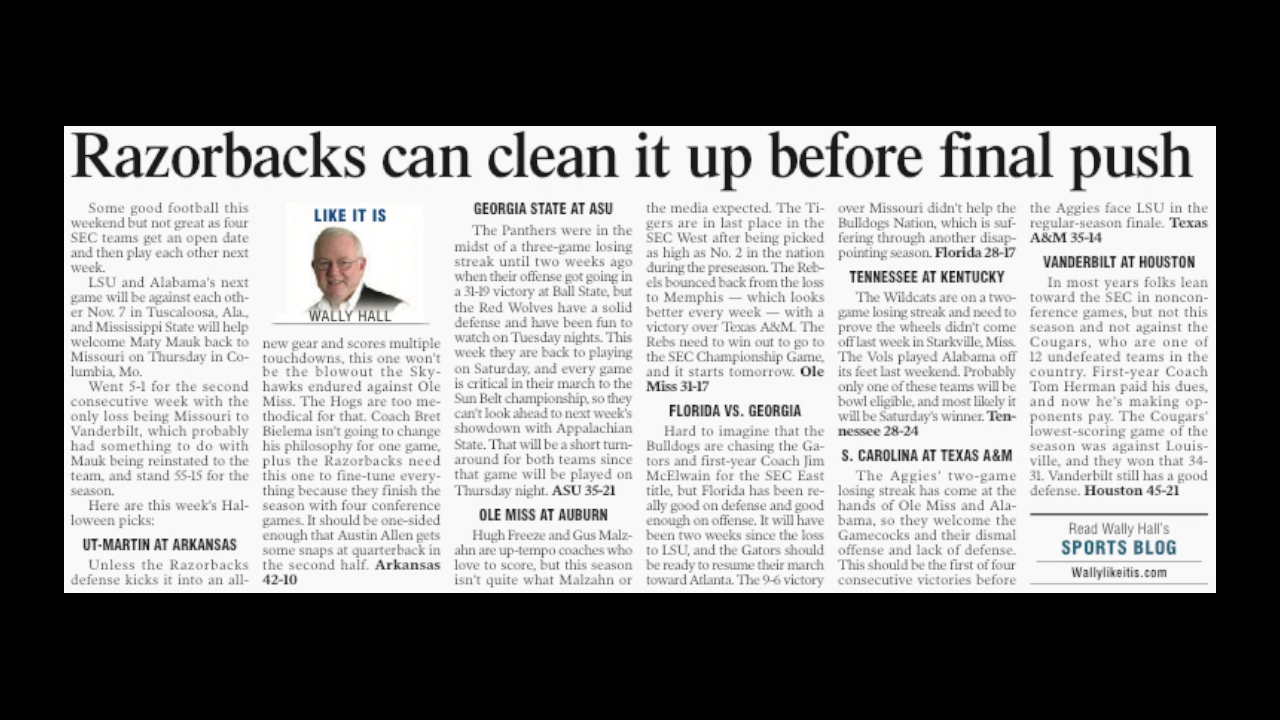 Razorbacks can clean it up before final push
Some good football this
weekend but not great as four
SEC teams get an open date
and then play each other next
week.
LSU and Alabama's next
game will be against each oth-
er Nov. 7 in Tuscaloosa, Ala.,
and Mississippi State will help
welcome Maty Mauk back to
Missouri on Thursday in Co-
lumbia, Mo.
Went 5-1 for the second
consecutive week with the
only loss being Missouri to
Vanderbilt, which probably
had something to do with
Mauk being reinstated to the
team, and stand 55-15 for the
season.
Here are this week's Hal-
loween picks:
UT-MARTIN AT ARKANSAS
Unless the Razorbacks
defense kicks it into an all-
LIKE IT IS
WALLY HALL
new gear and scores multiple
touchdowns, this one won't
be the blowout the Sky-
hawks endured against Ole
Miss. The Hogs are too me-
thodical for that. Coach Bret
Bielema isn't going to change
his philosophy for one game,
plus the Razorbacks need
this one to fine-tune every-
thing because they finish the
season with four conference
games. It should be one-sided
enough that Austin Allen gets
some snaps at quarterback in
the second half. Arkansas
42-10
GEORGIA STATE AT ASU
The Panthers were in the
midst of a three-game losing
streak until two weeks ago
when their offense got going in
a 31-19 victory at Ball State, but
the Red Wolves have a solid
defense and have been fun to
watch on Tuesday nights. This
week they are back to playing
on Saturday, and every game
is critical in their march to the
Sun Belt championship, so they
can't look ahead to next week's
showdown with Appalachian
State. That will be a short turn-
around for both teams since
that game will be played on
Thursday night. ASU 35-21
OLE MISS AT AUBURN
Hugh Freeze and Gus Malz-
ahn are up-tempo coaches who
love to score, but this season
isn't quite what Malzahn or
the media expected. The Ti-
gers are in last place in the
SEC West after being picked
as high as No. 2 in the nation
during the preseason. The Reb-
els bounced back from the loss
to Memphis — which looks
better every week — with a
victory over Texas A&M. The
Rebs need to win out to go to
the SEC Championship Game,
and it starts tomorrow. Ole
Miss 31-17
FLORIDA VS. GEORGIA
Hard to imagine that the
Bulldogs are chasing the Ga-
tors and first-year Coach Jim
McElwain for the SEC East
title, but Florida has been re-
ally good on defense and good
enough on offense. It will have
been two weeks since the loss
to LSU, and the Gators should
be ready to resume their march
toward Atlanta. The 9-6 victory
over Missouri didn't help the
Bulldogs Nation, which is suf-
fering through another disap-
pointing season. Florida 28-17
TENNESSEE AT KENTUCKY
The Wildcats are on a two-
game losing streak and need to
prove the wheels didn't come
off last week in Starkville, Miss.
The Vols played Alabama off
its feet last weekend. Probably
only one of these teams will be
bowl eligible, and most likely it
will be Saturday's winner. Ten-
nessee 28-24
S. CAROLINA AT TEXAS A&M
The Aggies' two-game
losing streak has come at the
hands of Ole Miss and Ala-
bama, so they welcome the
Gamecocks and their dismal
offense and lack of defense.
This should be the first of four
consecutive victories before
the Aggies face LSU in the
regular-season finale. Texas
A&M 35-14
VANDERBILT AT HOUSTON
In most years folks lean
toward the SEC in noncon-
ference games, but not this
season and not against the
Cougars, who are one of
12 undefeated teams in the
country. First-year Coach
Tom Herman paid his dues,
and now he's making op-
ponents pay. The Cougars'
lowest-scoring game of the
season was against Louis-
ville, and they won that 34-
31. Vanderbilt still has a good
defense. Houston 45-21
Read Wally Hall's
SPORTS BLOG
Wallylikeitis.com